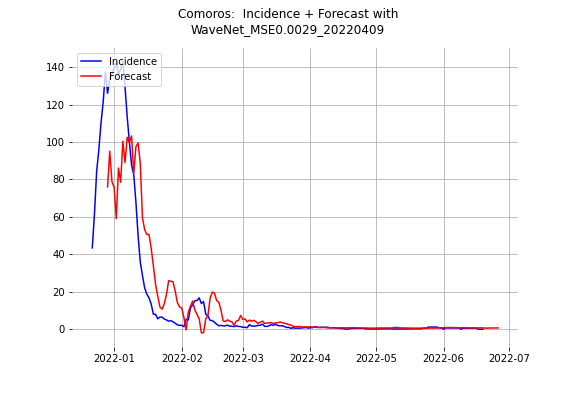 Comoros:  Incidence + Forecast with
WaveNet_MSE0.0029_20220409
Incidence
Forecast
140
120
100
80
60
40
20
0
2022-01 2022-02 2022-03 2022-04 2022-05 2022-06 2022-07